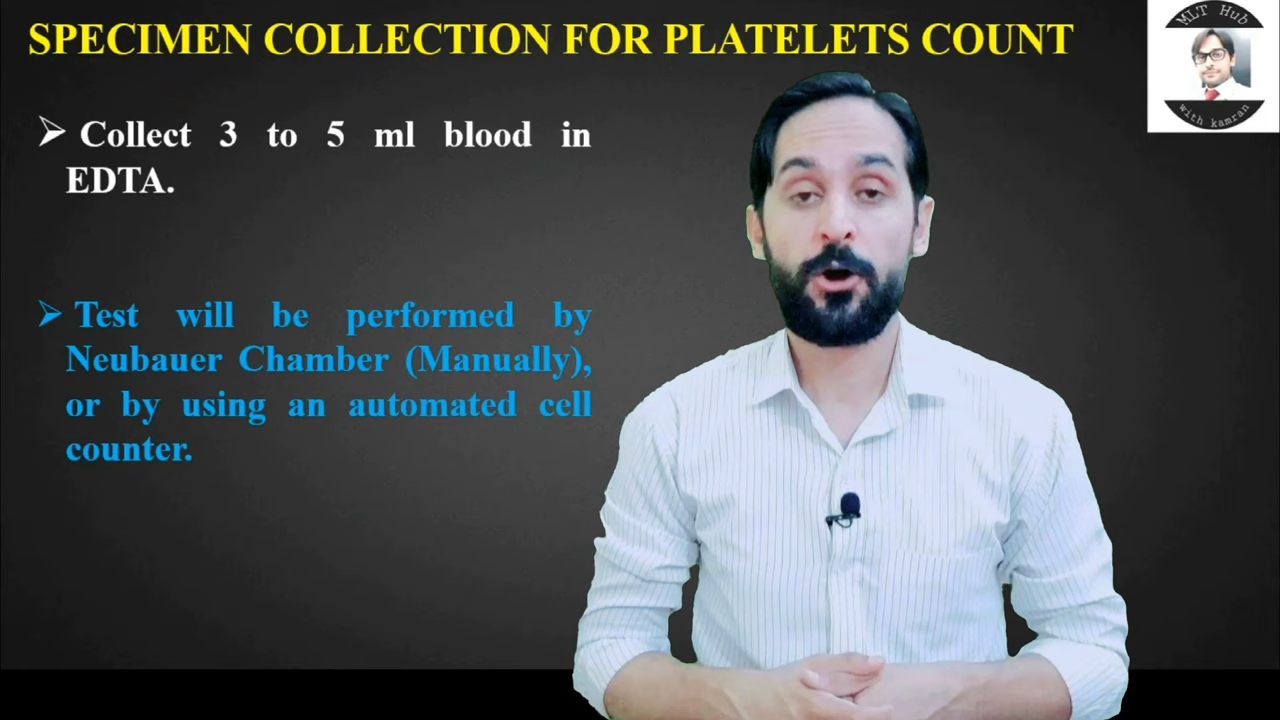 SPECIMEN COLLECTION FOR PLATELETS COUNT
MLT Hub
with kamran
➢ Collect 3 to 5 ml blood in
EDTA.
➢ Test will be performed by
Neubauer Chamber (Manually),
or by using an automated cell
counter.